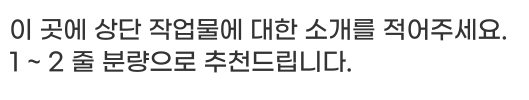 이 곳에 상단 작업물에 대한 소개를 적어주세요.
1 ~ 2 줄 분량으로 추천드립니다.